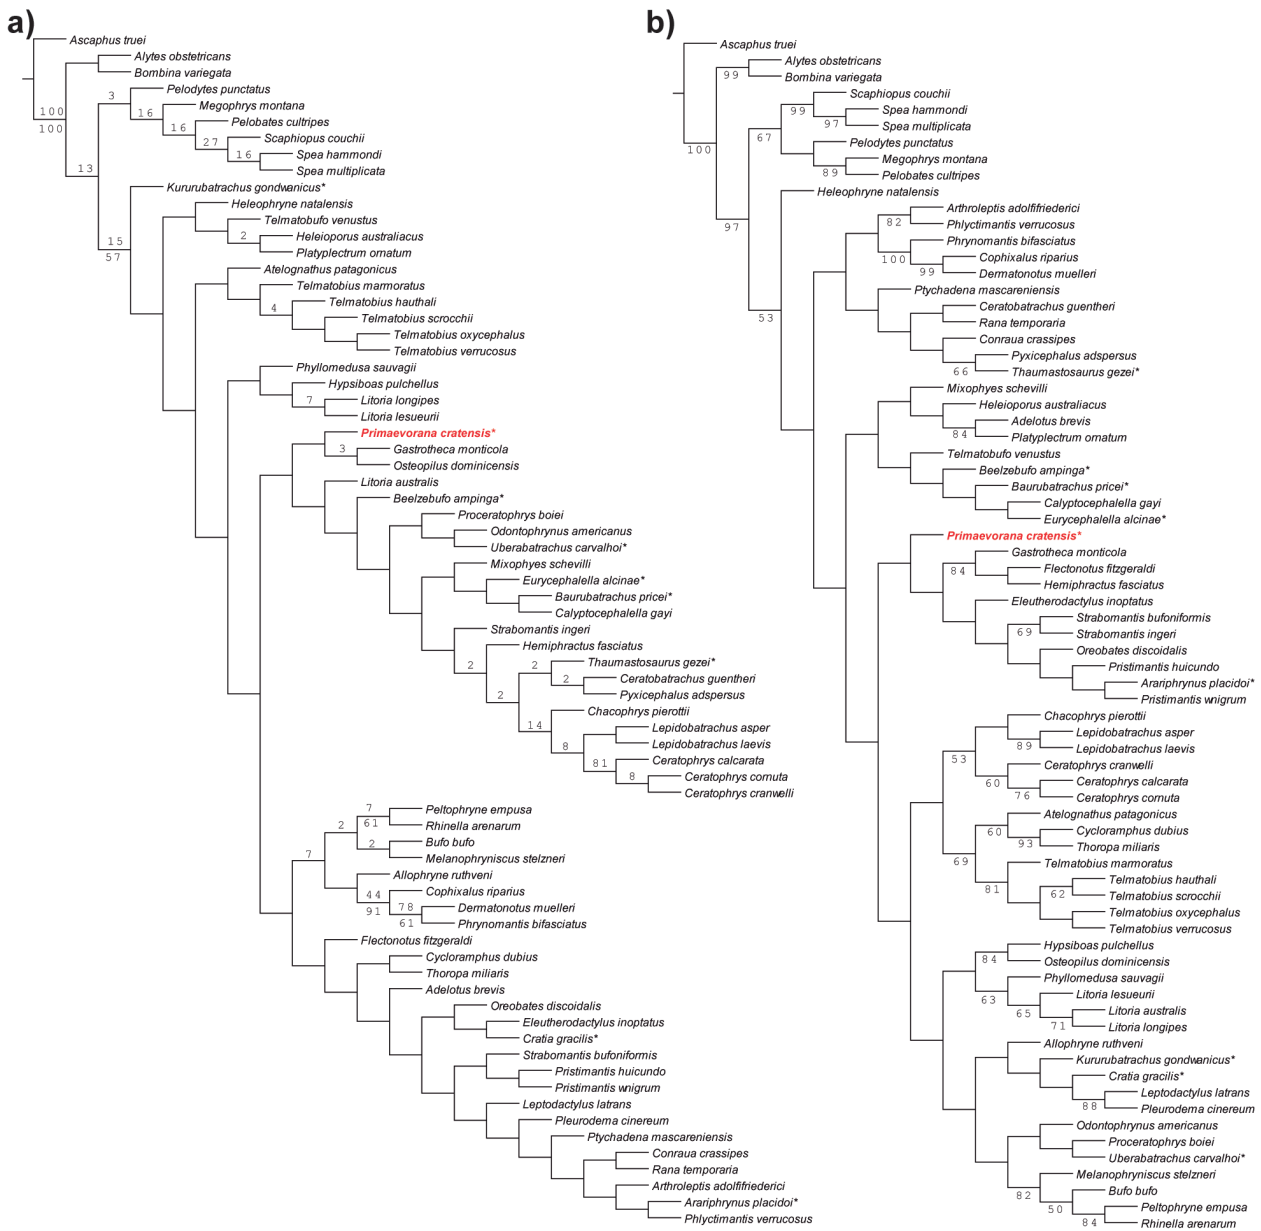 a)
Ascaphus truei
Alytes obstetricans
Bombina variegata
Pelodytes punctatus
3
Megophrys montana
100
16
Pelobates cultripes
100
16
Scaphiopus couchii
27
Spea hammondi
16
Spea multiplicata
13
Kururubatrachus gondwanicus*
Heleophryne natalensis
Telmatobufo venustus
15
2
Heleioporus australiacus
57
Platyplectrum ornatum
Atelognathus patagonicus
Telmatobius marmoratus
Telmatobius hauthali
4
Telmatobius scrocchii
Telmatobius oxycephalus
Telmatobius verrucosus
Phyllomedusa sauvagii
Hypsiboas pulchellus
7
Litoria longipes
Litoria lesueurii
Primaevorana cratensis*
3
Gastrotheca monticola
Osteopilus dominicensis
Litoria australis
Beelzebufo ampinga*
Proceratophrys boiei
Odontophrynus americanus
Uberabatrachus carvalhoi*
Mixophyes schevilli
Eurycephalella alcinae*
Baurubatrachus pricei*
Calyptocephalella gayi
Strabomantis ingeri
Hemiphractus fasciatus
2
2
Thaumastosaurus gezei*
2
Ceratobatrachus guentheri
2
Pyxicephalus adspersus
Chacophrys pierottii
14
Lepidobatrachus asper
8
Lepidobatrachus laevis
81
Ceratophrys calcarata
8
Ceratophrys cornuta
Ceratophrys cranwelli
7
Peltophryne empusa
2
61
Rhinella arenarum
2
Bufo bufo
7
Melanophryniscus stelzneri
Allophryne ruthveni
44
Cophixalus riparius
91
78
Dermatonotus muelleri
61
Phrynomantis bifasciatus
Flectonotus fitzgeraldi
Cycloramphus dubius
Thoropa miliaris
Adelotus brevis
Oreobates discoidalis
Eleutherodactylus inoptatus
Cratia gracilis*
Strabomantis bufoniformis
Pristimantis huicundo
Pristimantis wnigrum
Leptodactylus latrans
Pleurodema cinereum
Ptychadena mascareniensis
Conraua crassipes
Rana temporaria
Arthroleptis adolfifriederici
Arariphrynus placidoi*
Phlyctimantis verrucosus
b)
Ascaphus truei
Alytes obstetricans
99
Bombina variegata
Scaphiopus couchii
99
Spea hammondi
97
Spea multiplicata
67
Pelodytes punctatus
100
Megophrys montana
89
Pelobates cultripes
Heleophryne natalensis
Arthroleptis adolfifriederici
82
Phlyctimantis verrucosus
97
Phrynomantis bifasciatus
100
Cophixalus riparius
99
Dermatonotus muelleri
Ptychadena mascareniensis
Ceratobatrachus guentheri
53
Rana temporaria
Conraua crassipes
Pyxicephalus adspersus
66
Thaumastosaurus gezei*
Mixophyes schevilli
Heleioporus australiacus
Adelotus brevis
84
Platyplectrum ornatum
Telmatobufo venustus
Beelzebufo ampinga*
Baurubatrachus pricei*
Calyptocephalella gayi
Eurycephalella alcinae*
Primaevorana cratensis*
Gastrotheca monticola
84
Flectonotus fitzgeraldi
Hemiphractus fasciatus
Eleutherodactylus inoptatus
Strabomantis bufoniformis
69
Strabomantis ingeri
Oreobates discoidalis
Pristimantis huicundo
Arariphrynus placidoi*
Pristimantis wnigrum
Chacophrys pierottii
Lepidobatrachus asper
89
Lepidobatrachus laevis
53
Ceratophrys cranwelli
60
Ceratophrys calcarata
76
Ceratophrys cornuta
Atelognathus patagonicus
60
Cycloramphus dubius
93
Thoropa miliaris
69
Telmatobius marmoratus
81
Telmatobius hauthali
62
Telmatobius scrocchii
Telmatobius oxycephalus
Telmatobius verrucosus
Hypsiboas pulchellus
84
Osteopilus dominicensis
Phyllomedusa sauvagii
63
Litoria lesueurii
65
Litoria australis
71
Litoria longipes
Allophryne ruthveni
Kururubatrachus gondwanicus*
Cratia gracilis*
Leptodactylus latrans
88
Pleurodema cinereum
Odontophrynus americanus
Proceratophrys boiei
Uberabatrachus carvalhoi*
Melanophryniscus stelzneri
82
Bufo bufo
50
Peltophryne empusa
84
Rhinella arenarum